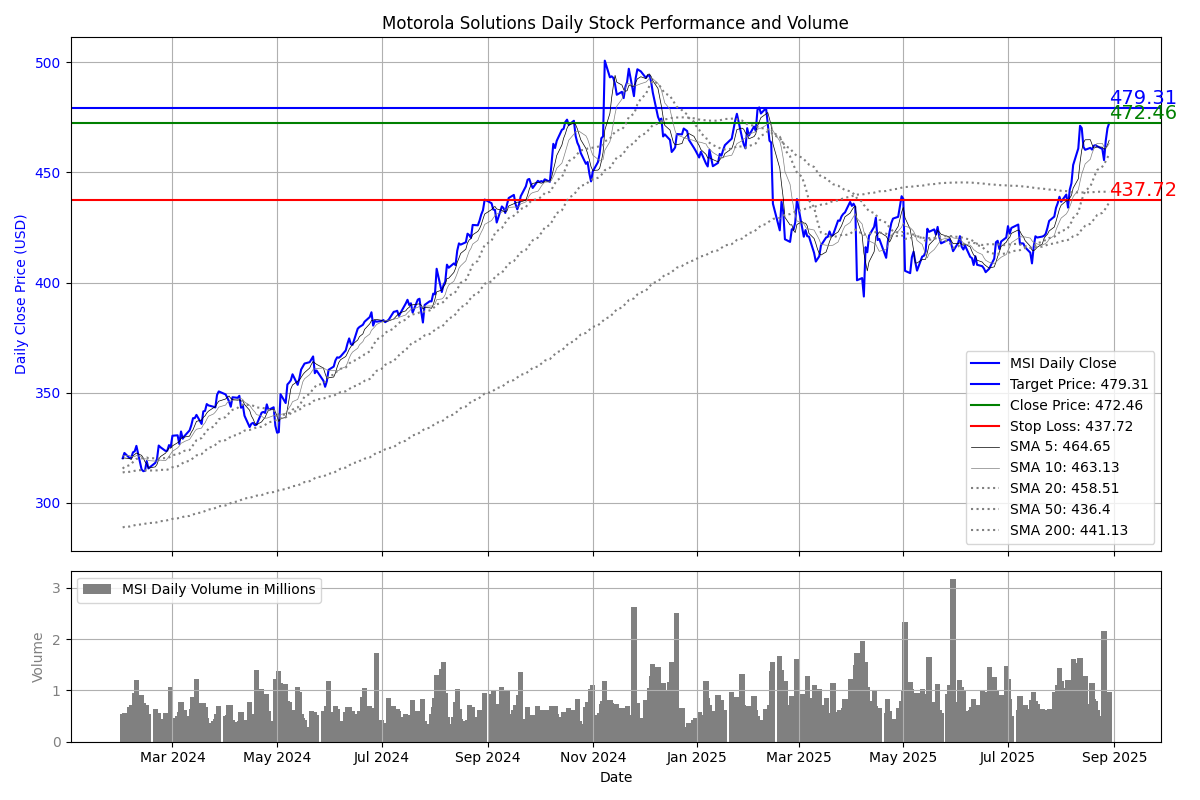 Motorola Solutions Daily Stock Performance and Volume
500
450
400
350
300
Daily Close Price (USD)
479.31
472.46
437.72
MSI Daily Close
Target Price: 479.31
Close Price: 472.46
Stop Loss: 437.72
SMA 5: 464.65
SMA 10: 463.13
SMA 20: 458.51
SMA 50: 436.4
SMA 200: 441.13
MSI Daily Volume in Millions
3
2
1
0
Volume
Mar 2024 May 2024 Jul 2024 Sep 2024 Nov 2024 Jan 2025 Mar 2025 May 2025 Jul 2025 Sep 2025
Date